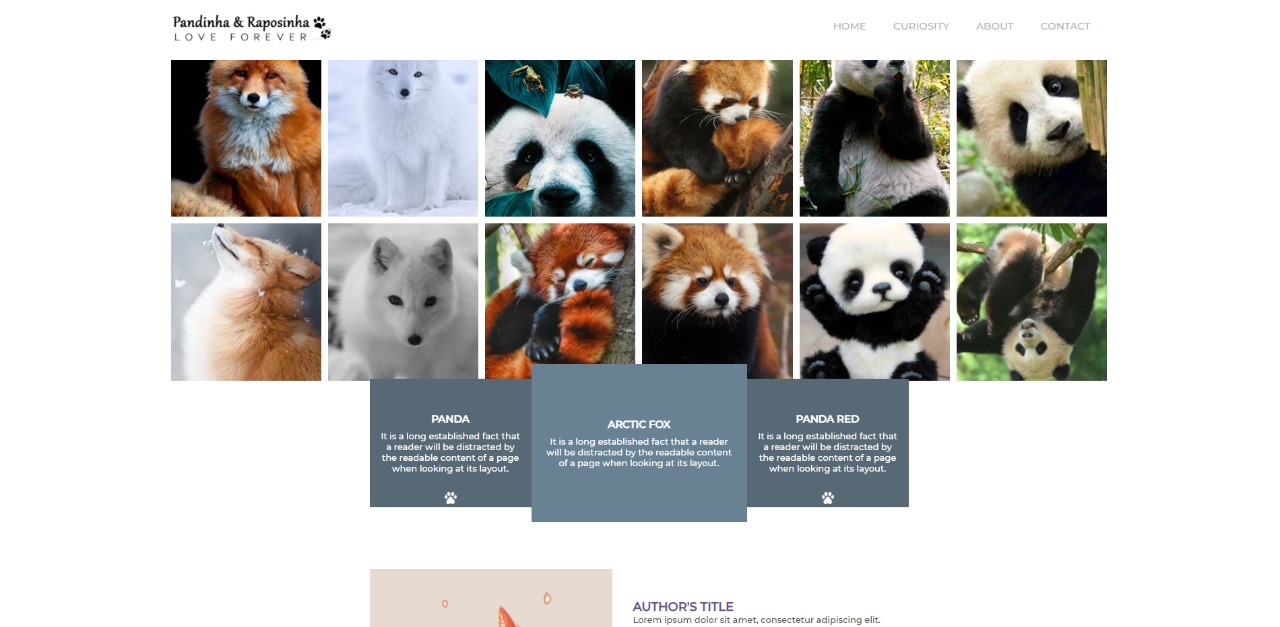 Pandinha & Raposinha
LOVE FOREVER
HOME
CURIOSITY
ABOUT
CONTACT
PANDA
It is a long established fact that
a reader will be distracted by
the readable content of a page
when looking at its layout.
ARCTIC FOX
It is a long established fact that a reader
will be distracted by the readable content
of a page when looking at its layout.
PANDA RED
It is a long established fact that
a reader will be distracted by
the readable content of a page
when looking at its layout.
AUTHOR'S TITLE
Lorem ipsum dolor sit amet, consectetur adipiscing elit.